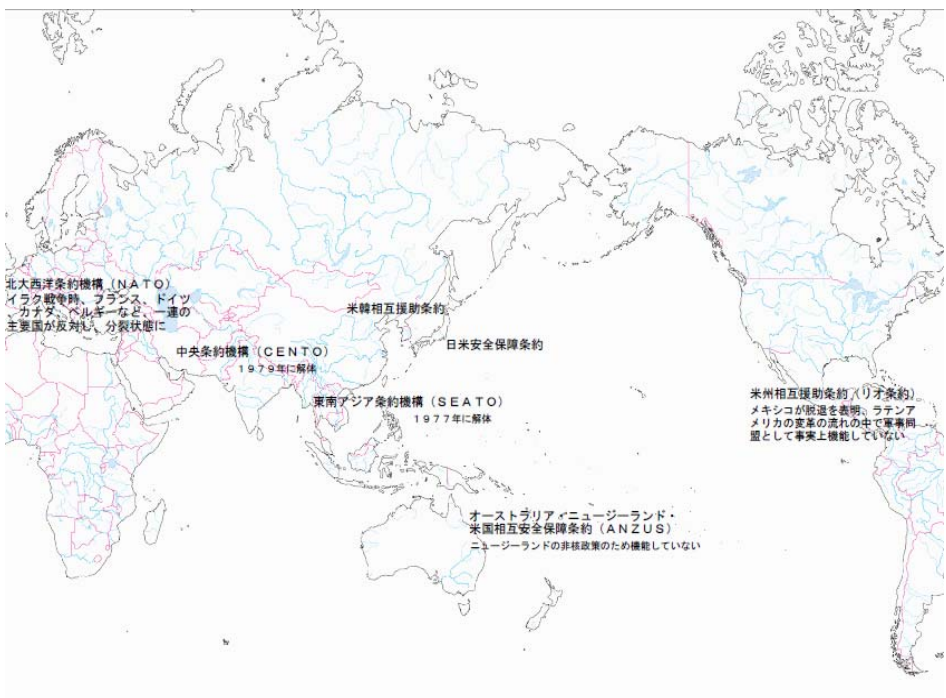 北大西洋条約機構（ＮＡＴＯ）
イラク戦争時、フランス、ドイツ
、カナダ、ベルギーなど、一連の
主要国が反対し、分裂状態に
米韓相互援助条約
日米安全保障条約
中央条約機構（ＣＥＮＴＯ）
１９７９年に解体
東南アジア条約機構（ＳＥＡＴＯ）
１９７７年に解体
米州相互援助条約（リオ条約）
メキシコが脱退を表明、ラテンア
メリカの変革の流れの中で軍事同
盟として事実上機能していない
オーストラリア・ニュージーランド・
米国相互安全保障条約（ＡＮＺＵＳ）
ニュージーランドの非核政策のため機能していない